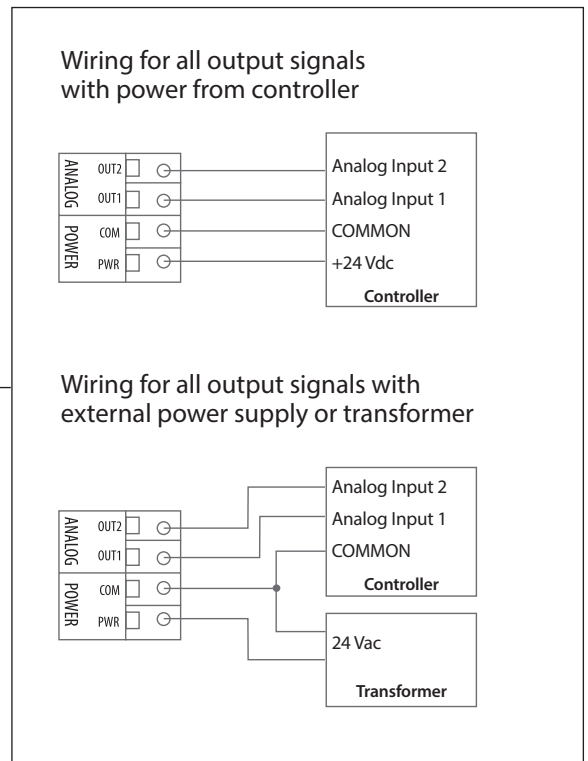 Wiring for all output signals
with power from controller
ANALOG
OUT2
OUT1
POWER
COM
PWR
Analog Input 2
Analog Input 1
COMMON
+24 Vdc
Controller
Wiring for all output signals with
external power supply or transformer
ANALOG
OUT2
OUT1
POWER
COM
PWR
Analog Input 2
Analog Input 1
COMMON
Controller
24 Vac
Transformer